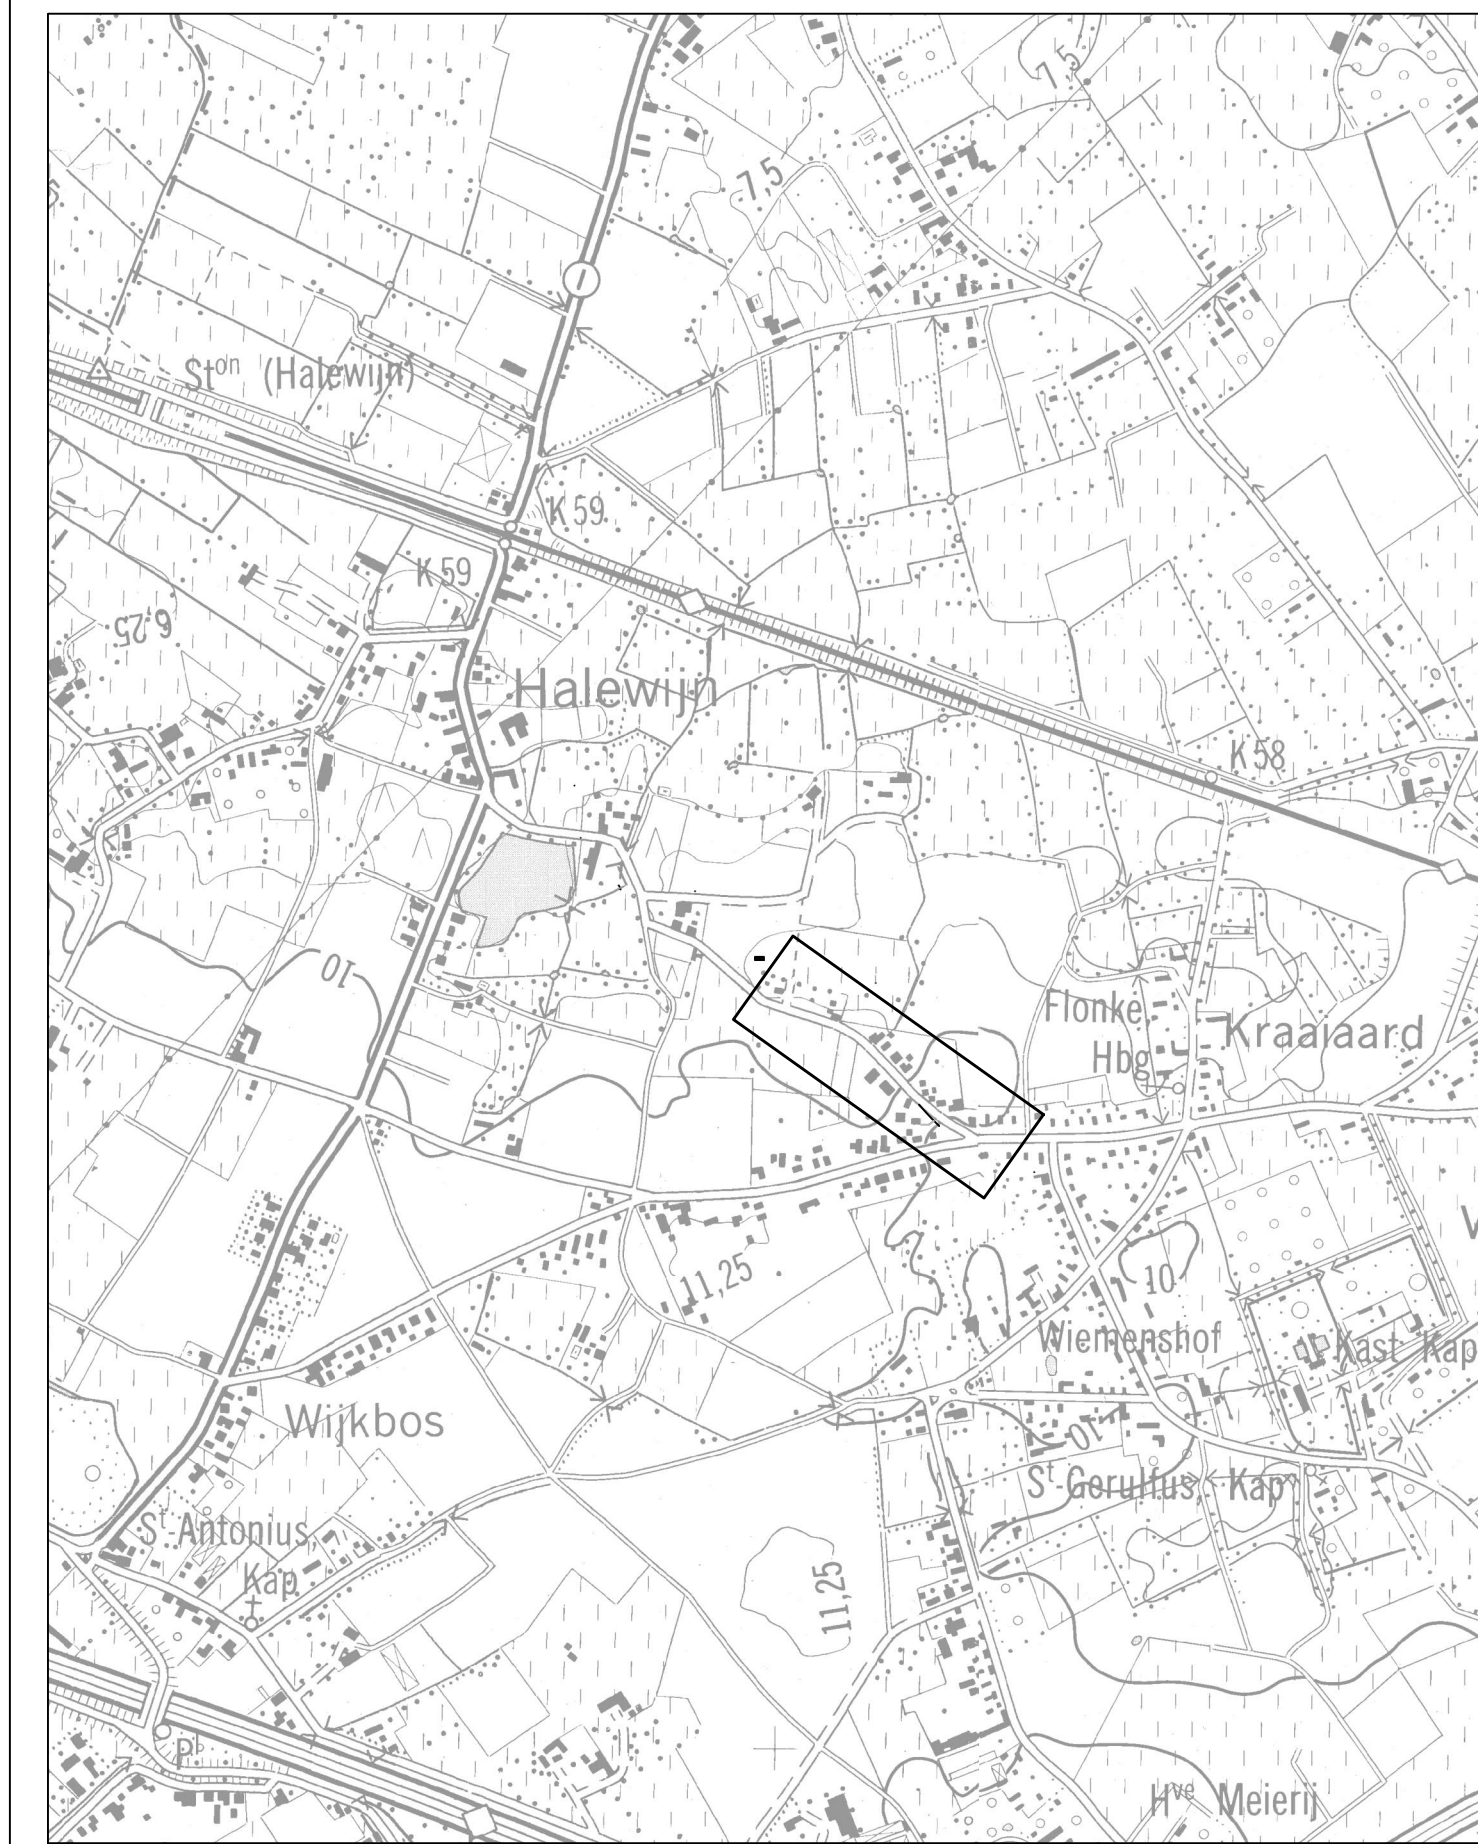 7,5
7,5
Stᵒⁿ (Halewijn)
K 59
K 59
6,25
Halewijn
K 58
10
Flonke
Hbg
Kraaiaard
11,25
10
Wiemenshof
Kast Kap
Wijkbos
10
Sᵗ Gerulfus Kap
Sᵗ Antonius
Kap
11,25
Pˡ
Hᵛᵉ Meierij